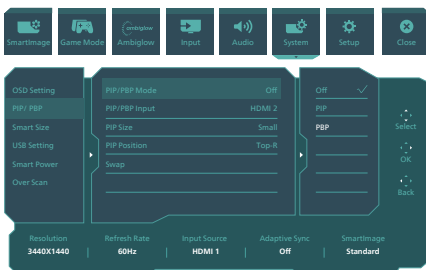 SmartImage Game Mode Ambiglow Input Audio System Setup Close
ambiglow
OSD Setting
PIP/ PBP
Smart Size
USB Setting
Smart Power
Over Scan
PIP/PBP Mode Off
PIP/PBP Input HDMI 2
PIP Size Small
PIP Position Top-R
Swap
Off
PIP
PBP
Select
OK
Back
Resolution Refresh Rate Input Source Adaptive Sync SmartImage
3440X1440 60Hz HDMI 1 Off Standard